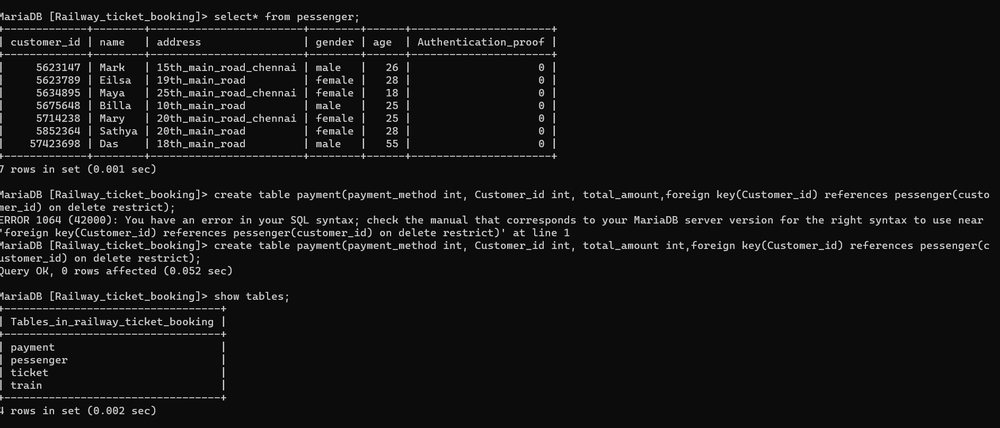 MariaDB [Railway_ticket_booking]> select* from pessenger;
+-------------+--------+------------------------+--------+------+----------------------+
| customer_id | name   | address                | gender | age  | Authentication_proof |
+-------------+--------+------------------------+--------+------+----------------------+
|     5623147 | Mark   | 15th_main_road_chennai | male   |   26 |                    0 |
|     5623789 | Eilsa  | 19th_main_road         | female |   28 |                    0 |
|     5634895 | Maya   | 25th_main_road_chennai | female |   18 |                    0 |
|     5675648 | Billa  | 10th_main_road         | male   |   25 |                    0 |
|     5714238 | Mary   | 20th_main_road_chennai | female |   25 |                    0 |
|     5852364 | Sathya | 20th_main_road         | female |   28 |                    0 |
|    57423698 | Das    | 18th_main_road         | male   |   55 |                    0 |
+-------------+--------+------------------------+--------+------+----------------------+
7 rows in set (0.001 sec)
MariaDB [Railway_ticket_booking]> create table payment(payment_method int, Customer_id int, total_amount,foreign key(Customer_id) references pessenger(custo
mer_id) on delete restrict);
ERROR 1064 (42000): You have an error in your SQL syntax; check the manual that corresponds to your MariaDB server version for the right syntax to use near
'foreign key(Customer_id) references pessenger(customer_id) on delete restrict)' at line 1
MariaDB [Railway_ticket_booking]> create table payment(payment_method int, Customer_id int, total_amount int,foreign key(Customer_id) references pessenger(c
ustomer_id) on delete restrict);
Query OK, 0 rows affected (0.052 sec)
MariaDB [Railway_ticket_booking]> show tables;
+----------------------------------+
| Tables_in_railway_ticket_booking |
+----------------------------------+
| payment                          |
| pessenger                        |
| ticket                           |
| train                            |
+----------------------------------+
4 rows in set (0.002 sec)